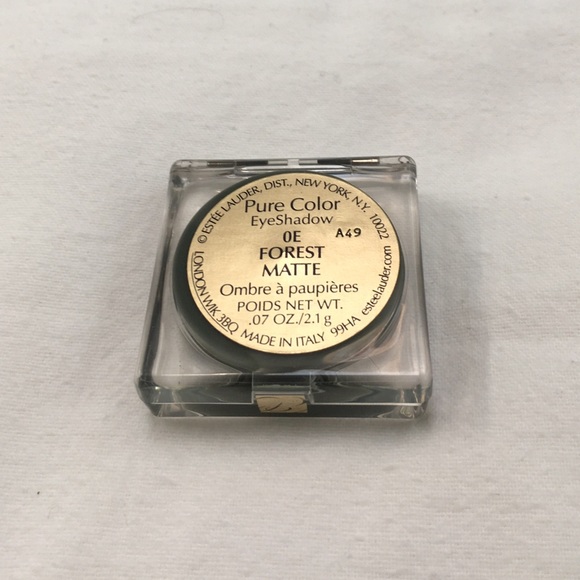 © ESTÉE LAUDER, DIST., NEW YORK, N.Y. 10022
Pure Color
EyeShadow
0E A49
FOREST
MATTE
Ombre à paupières
POIDS NET WT.
.07 OZ./2.1 g
LONDON W1K 3BQ MADE IN ITALY 99HA esteelauder.com